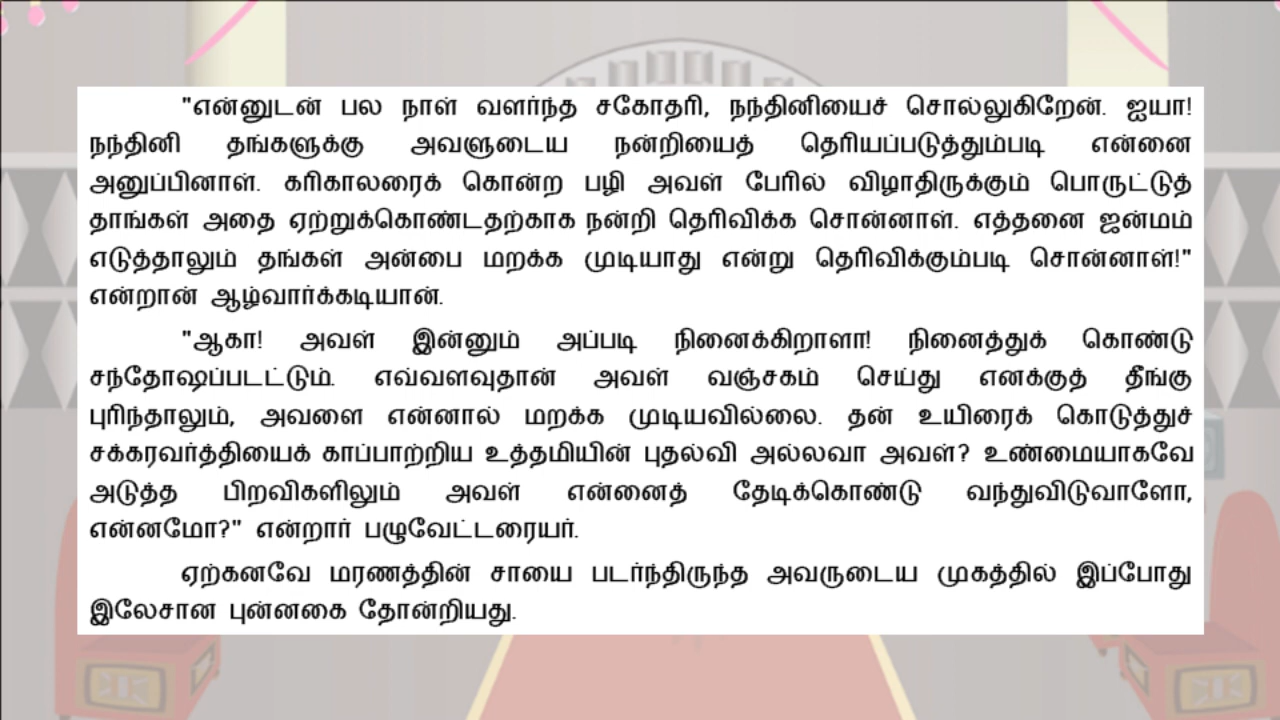 "என்னுடன் பல நாள் வளர்ந்த சகோதரி, நந்தினியைச் சொல்லுகிறேன். ஐயா!
நந்தினி தங்களுக்கு அவளுடைய நன்றியைத் தெரியப்படுத்தும்படி என்னை
அனுப்பினாள். கரிகாலரைக் கொன்ற பழி அவள் பேரில் விழாதிருக்கும் பொருட்டுத்
தாங்கள் அதை ஏற்றுக்கொண்டதற்காக நன்றி தெரிவிக்க சொன்னாள். எத்தனை ஜன்மம்
எடுத்தாலும் தங்கள் அன்பை மறக்க முடியாது என்று தெரிவிக்கும்படி சொன்னாள்!"
என்றான் ஆழ்வார்க்கடியான்.
"ஆகா! அவள் இன்னும் அப்படி நினைக்கிறாளா! நினைத்துக் கொண்டு
சந்தோஷப்படட்டும். எவ்வளவுதான் அவள் வஞ்சகம் செய்து எனக்குத் தீங்கு
புரிந்தாலும், அவளை என்னால் மறக்க முடியவில்லை. தன் உயிரைக் கொடுத்துச்
சக்கரவர்த்தியைக் காப்பாற்றிய உத்தமியின் புதல்வி அல்லவா அவள்? உண்மையாகவே
அடுத்த பிறவிகளிலும் அவள் என்னைத் தேடிக்கொண்டு வந்துவிடுவாளோ,
என்னமோ?" என்றார் பழுவேட்டரையர்.
ஏற்கனவே மரணத்தின் சாயை படர்ந்திருந்த அவருடைய முகத்தில் இப்போது
இலேசான புன்னகை தோன்றியது.